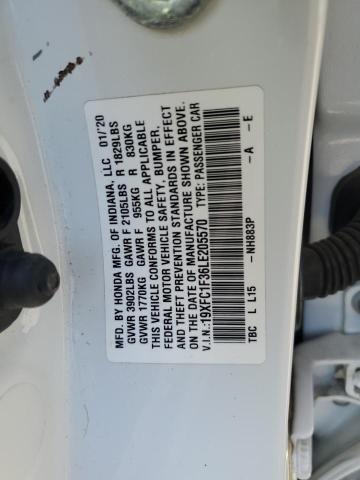 MFD. BY HONDA MFG. OF INDIANA, LLC 01/'20
GVWR 3902LBS GAWR F 2105LBS R 1829LBS
GVWR 1770KG GAWR F 955KG R 830KG
THIS VEHICLE CONFORMS TO ALL APPLICABLE
FEDERAL MOTOR VEHICLE SAFETY, BUMPER,
AND THEFT PREVENTION STANDARDS IN EFFECT
ON THE DATE OF MANUFACTURE SHOWN ABOVE.
V.I.N.: 19XFC1F36LE205570 TYPE: PASSENGER CAR
TBC L L15 —NH883P —A —E